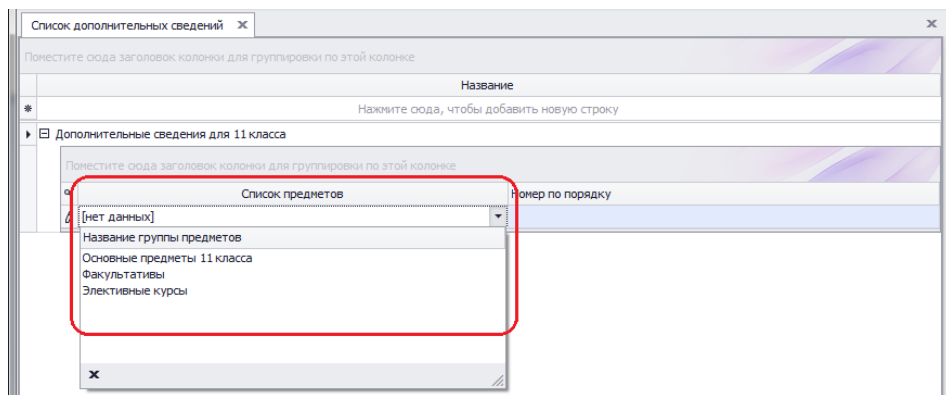 Список дополнительных сведений
Поместите сюда заголовок колонки для группировки по этой колонке
Название
Нажмите сюда, чтобы добавить новую строку
Дополнительные сведения для 11 класса
Поместите сюда заголовок колонки для группировки по этой колонке
Список предметов Номер по порядку
[нет данных]
Название группы предметов
Основные предметы 11 класса
Факультативы
Элективные курсы